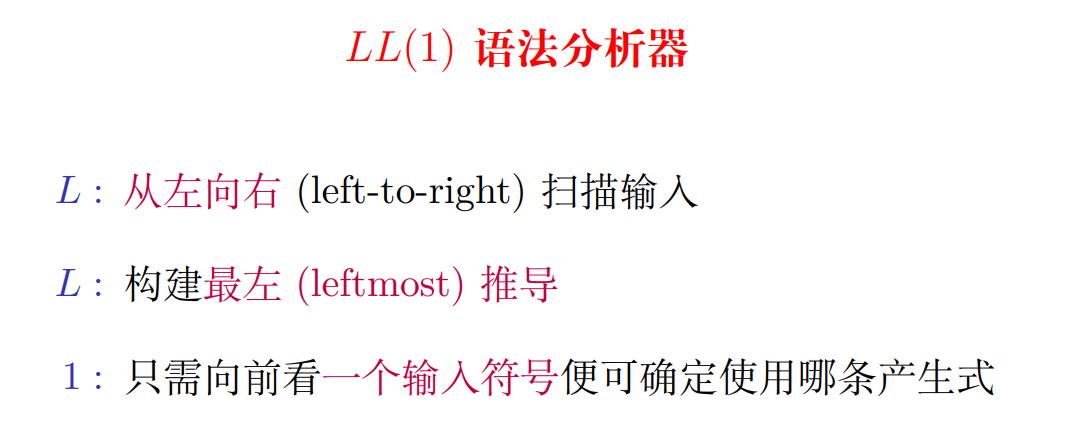 LL(1) 语法分析器
L : 从左向右 (left-to-right) 扫描输入
L : 构建最左 (leftmost) 推导
1 : 只需向前看一个输入符号便可确定使用哪条产生式